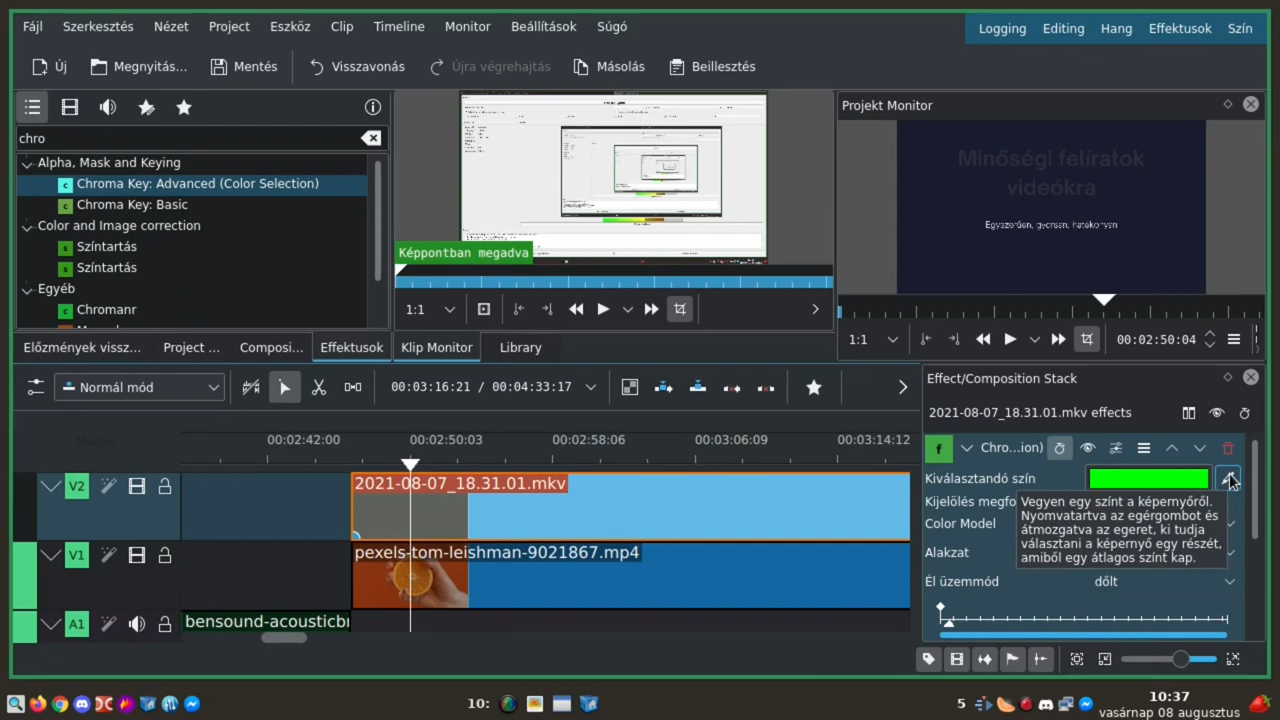 Fájl Szerkesztés Nézet Project Eszköz Clip Timeline Monitor Beállítások Súgó
Logging Editing Hang Effektusok Szín
Új Megnyitás... Mentés Visszavonás Újra végrehajtás Másolás Beillesztés
chro
Alpha, Mask and Keying
Chroma Key: Advanced (Color Selection)
Chroma Key: Basic
Color and Image correction
Színtartás
Színtartás
Egyéb
Chromanr
Képpontban megadva
1:1
Projekt Monitor
Egyszerűen, gyorsan, hatékonyan
1:1 00:02:50:04
Előzmények vissz... Project ... Composi... Effektusok Klip Monitor Library
Normál mód 00:03:16:21 / 00:04:33:17
Effect/Composition Stack
2021-08-07_18.31.01.mkv effects
Chro...ion)
Kiválasztandó szín
Kijelölés megfo
Color Model
Alakzat
Él üzemmód dőlt
Vegyen egy színt a képernyőről.
Nyomvatartva az egérgombot és
átmozgatva az egeret, ki tudja
választani a képernyő egy részét,
amiből egy átlagos színt kap.
Master
00:02:42:00 00:02:50:03 00:02:58:06 00:03:06:09 00:03:14:12
V2 2021-08-07_18.31.01.mkv
V1 pexels-tom-leishman-9021867.mp4
A1 bensound-acousticbr
10:
5
10:37
vasárnap 08 augusztus